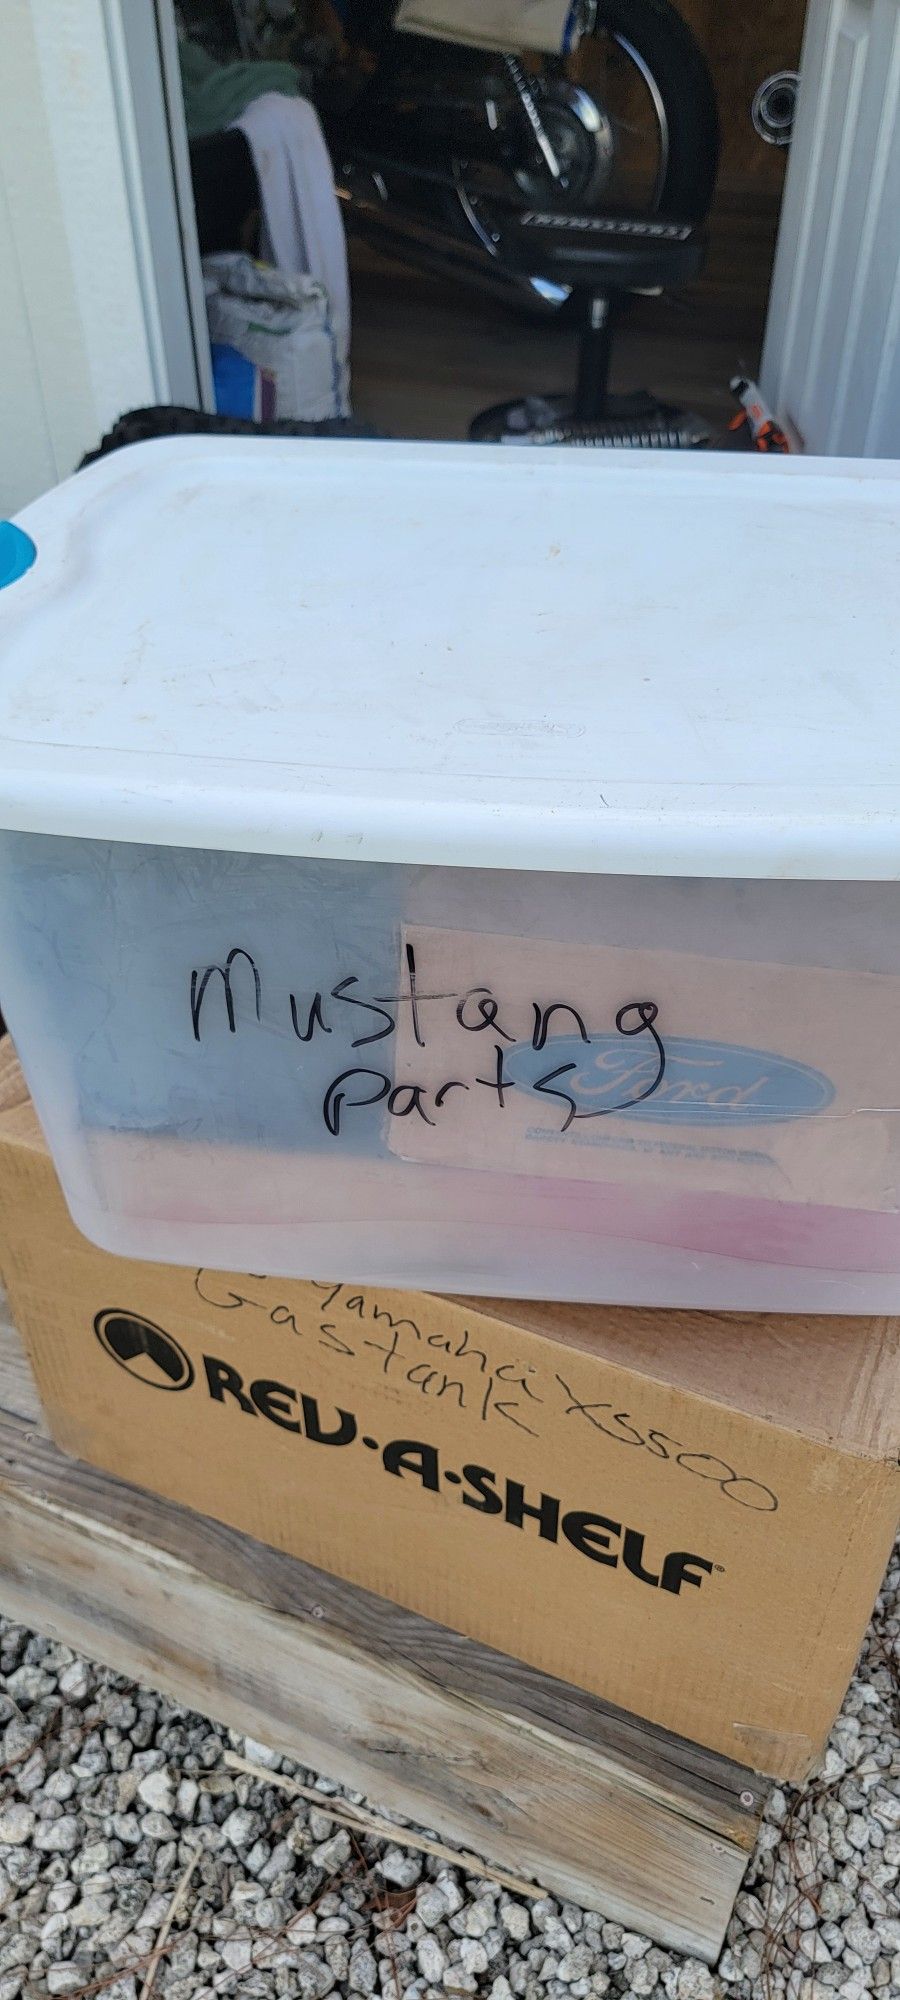 Mustang
parts
Ford
Yamaha XS500
Gas tank
REV-A-SHELF